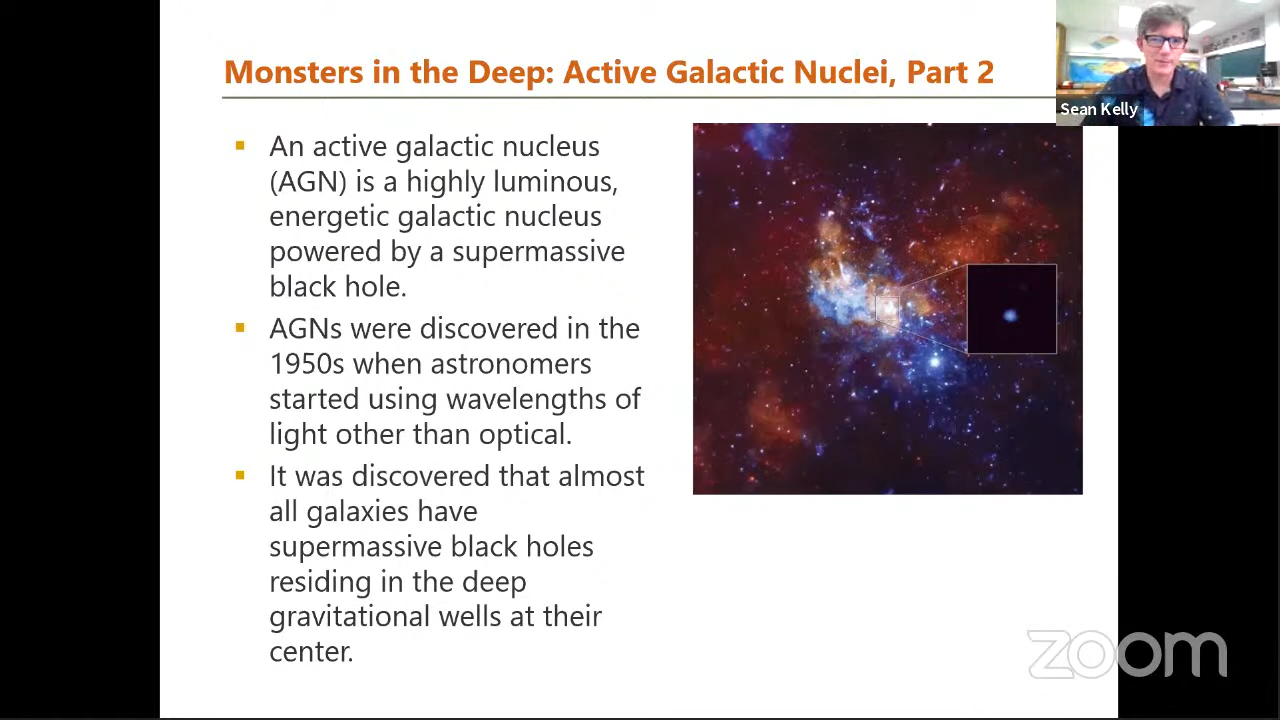 Monsters in the Deep: Active Galactic Nuclei, Part 2
Sean Kelly
An active galactic nucleus
(AGN) is a highly luminous,
energetic galactic nucleus
powered by a supermassive
black hole.
AGNs were discovered in the
1950s when astronomers
started using wavelengths of
light other than optical.
It was discovered that almost
all galaxies have
supermassive black holes
residing in the deep
gravitational wells at their
center.
zoom